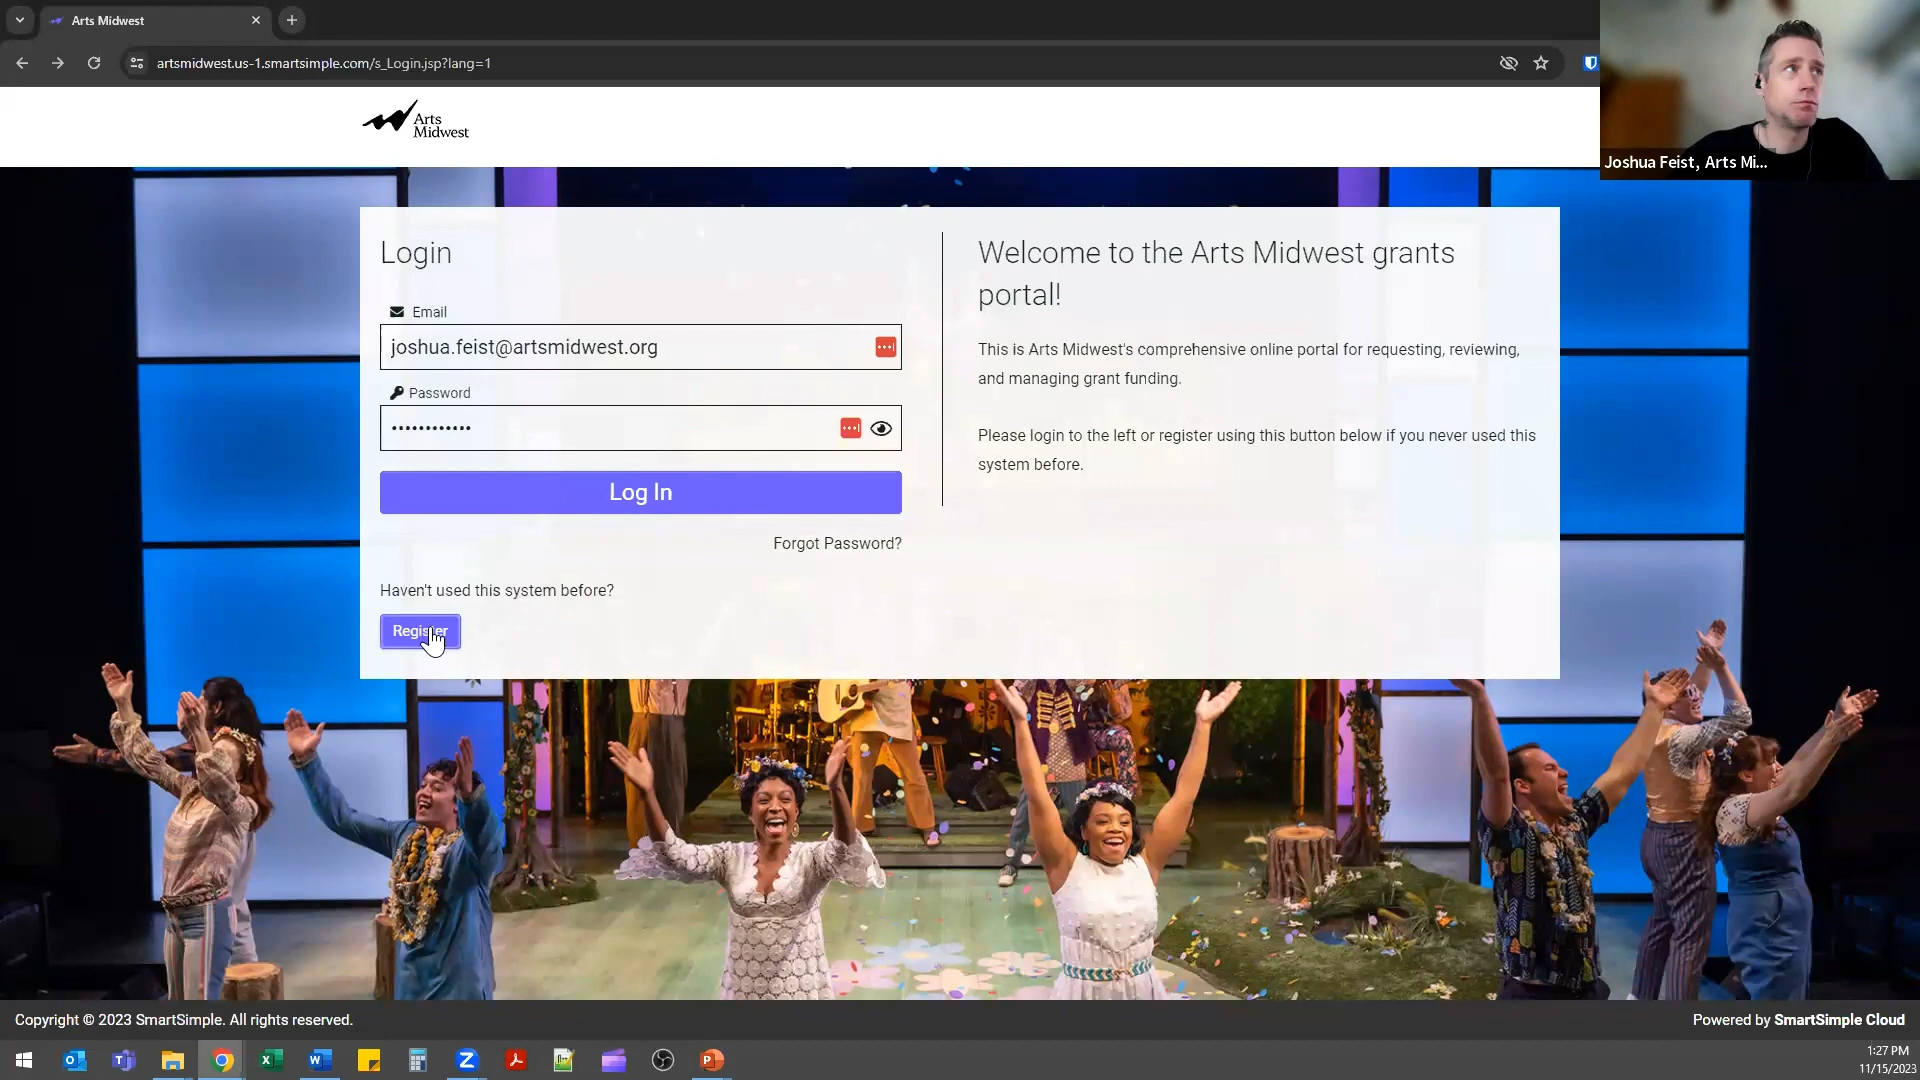 Arts Midwest
artsmidwest.us-1.smartsimple.com/s_Login.jsp?lang=1
Joshua Feist, Arts Mi...
Arts
Midwest
Login
Email
joshua.feist@artsmidwest.org
Password
••••••••••••
Log In
Forgot Password?
Haven't used this system before?
Register
Welcome to the Arts Midwest grants
portal!
This is Arts Midwest's comprehensive online portal for requesting, reviewing,
and managing grant funding.
Please login to the left or register using this button below if you never used this
system before.
Copyright © 2023 SmartSimple. All rights reserved.
Powered by SmartSimple Cloud
1:27 PM
11/15/2023